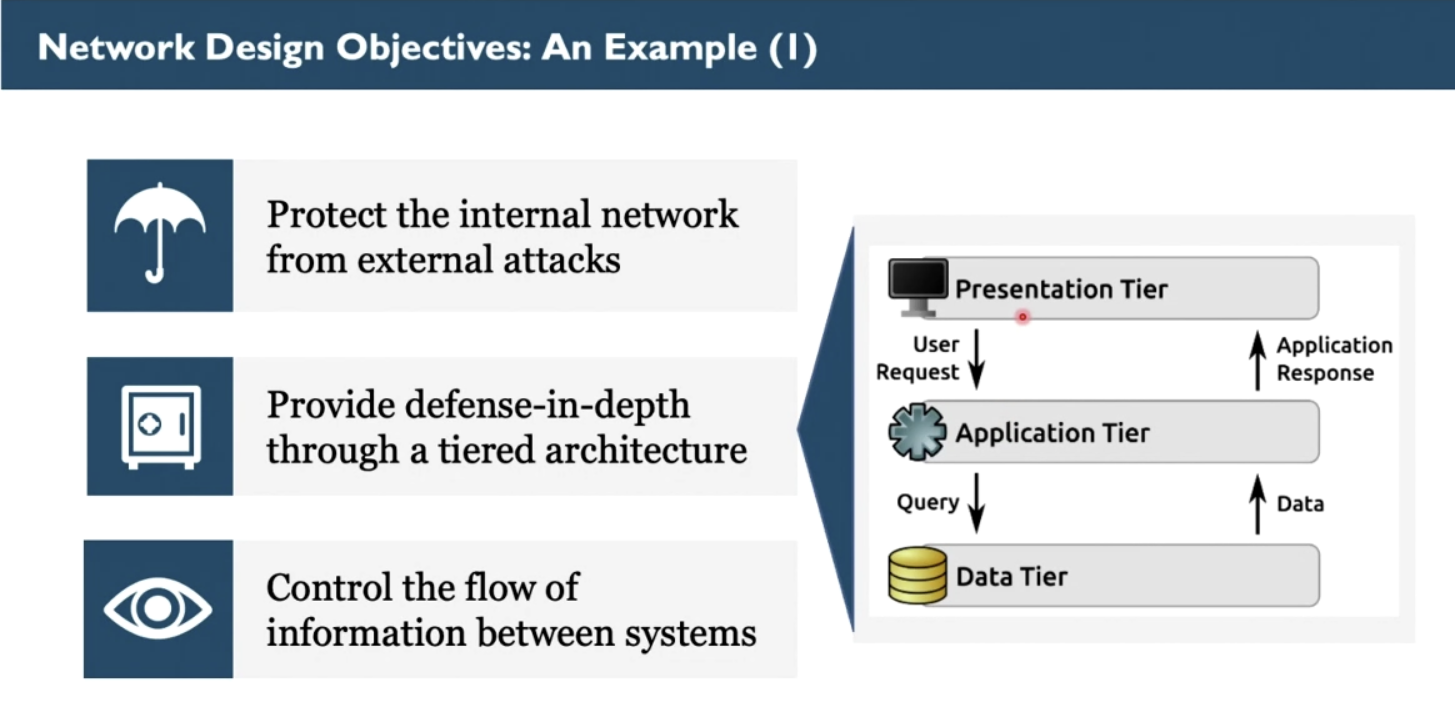 Network Design Objectives: An Example (1)
Protect the internal network
from external attacks
Provide defense-in-depth
through a tiered architecture
Control the flow of
information between systems
Presentation Tier
User
Request
Application
Response
Application Tier
Query
Data
Data Tier